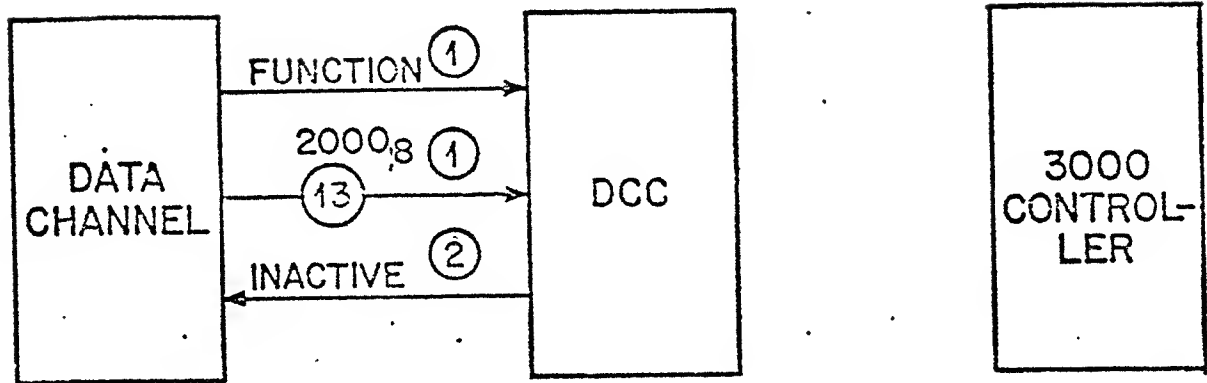 DATA
CHANNEL
FUNCTION 1
2000,8 1
13
INACTIVE 2
DCC
3000
CONTROL-
LER